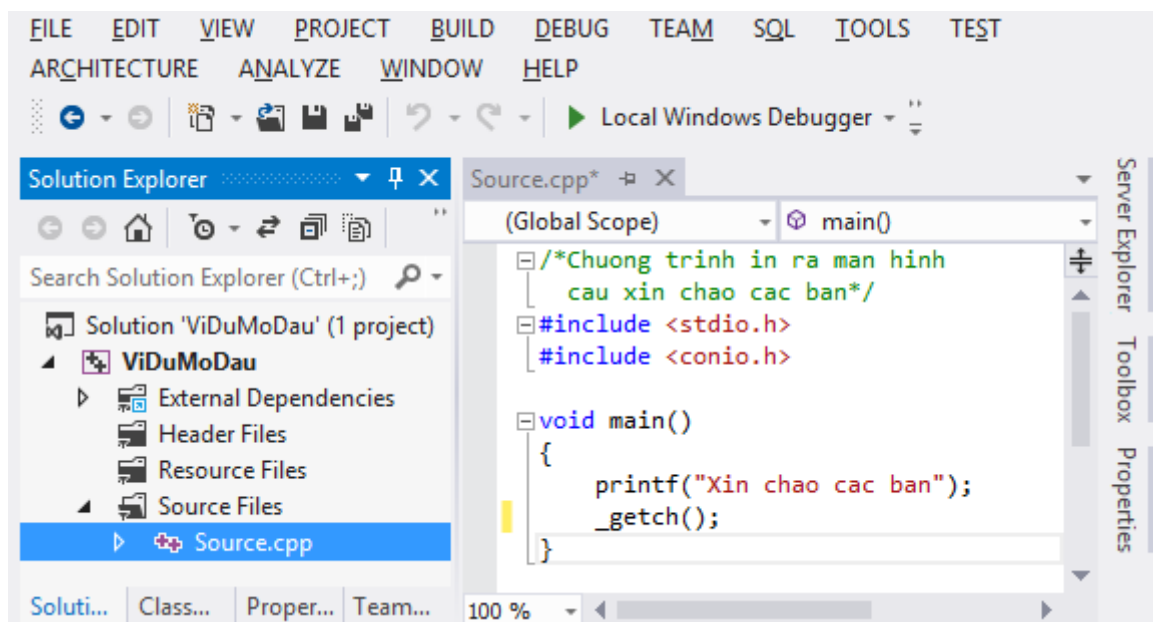 FILE EDIT VIEW PROJECT BUILD DEBUG TEAM SQL TOOLS TEST
ARCHITECTURE ANALYZE WINDOW HELP
Local Windows Debugger
Solution Explorer
Search Solution Explorer (Ctrl+;)
Solution 'ViDuMoDau' (1 project)
ViDuMoDau
External Dependencies
Header Files
Resource Files
Source Files
Source.cpp
Soluti... Class... Proper... Team...
Source.cpp*
(Global Scope) main()
/*Chuong trinh in ra man hinh
cau xin chao cac ban*/
#include <stdio.h>
#include <conio.h>
void main()
{
printf("Xin chao cac ban");
_getch();
}
100 %
Server Explorer
Toolbox
Properties